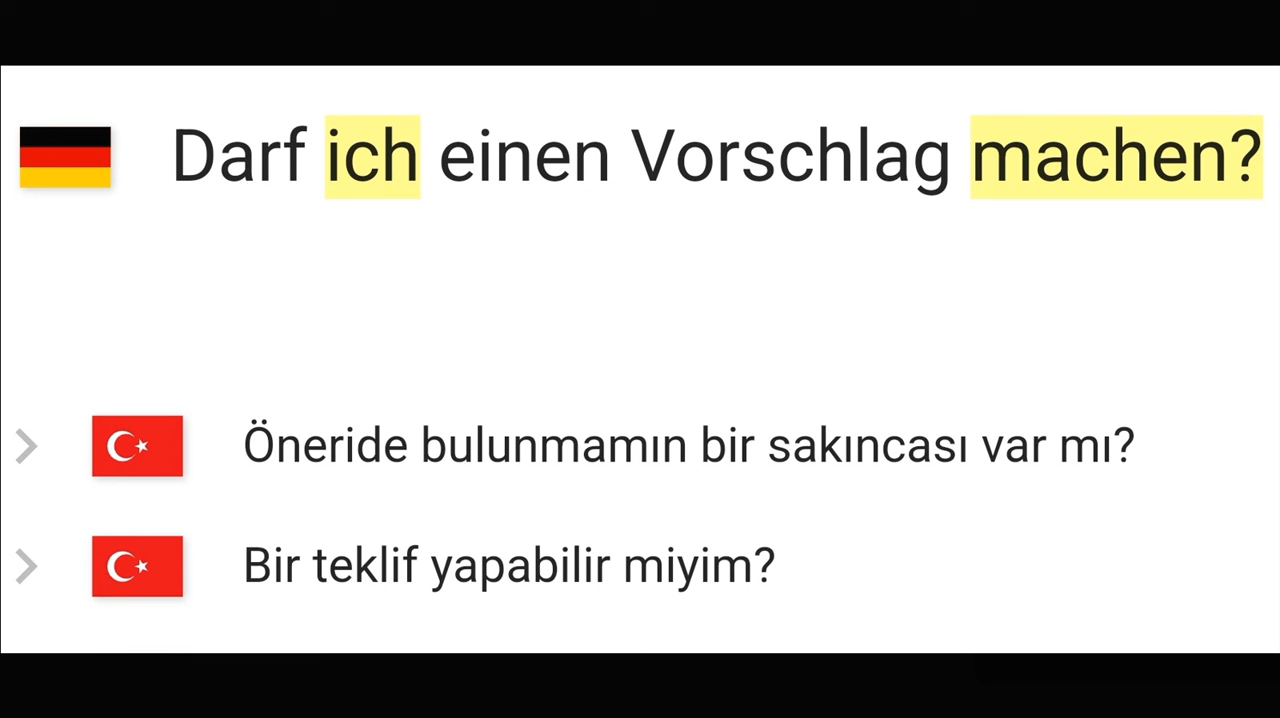 Darf ich einen Vorschlag machen?
Öneride bulunmamın bir sakıncası var mı?
Bir teklif yapabilir miyim?